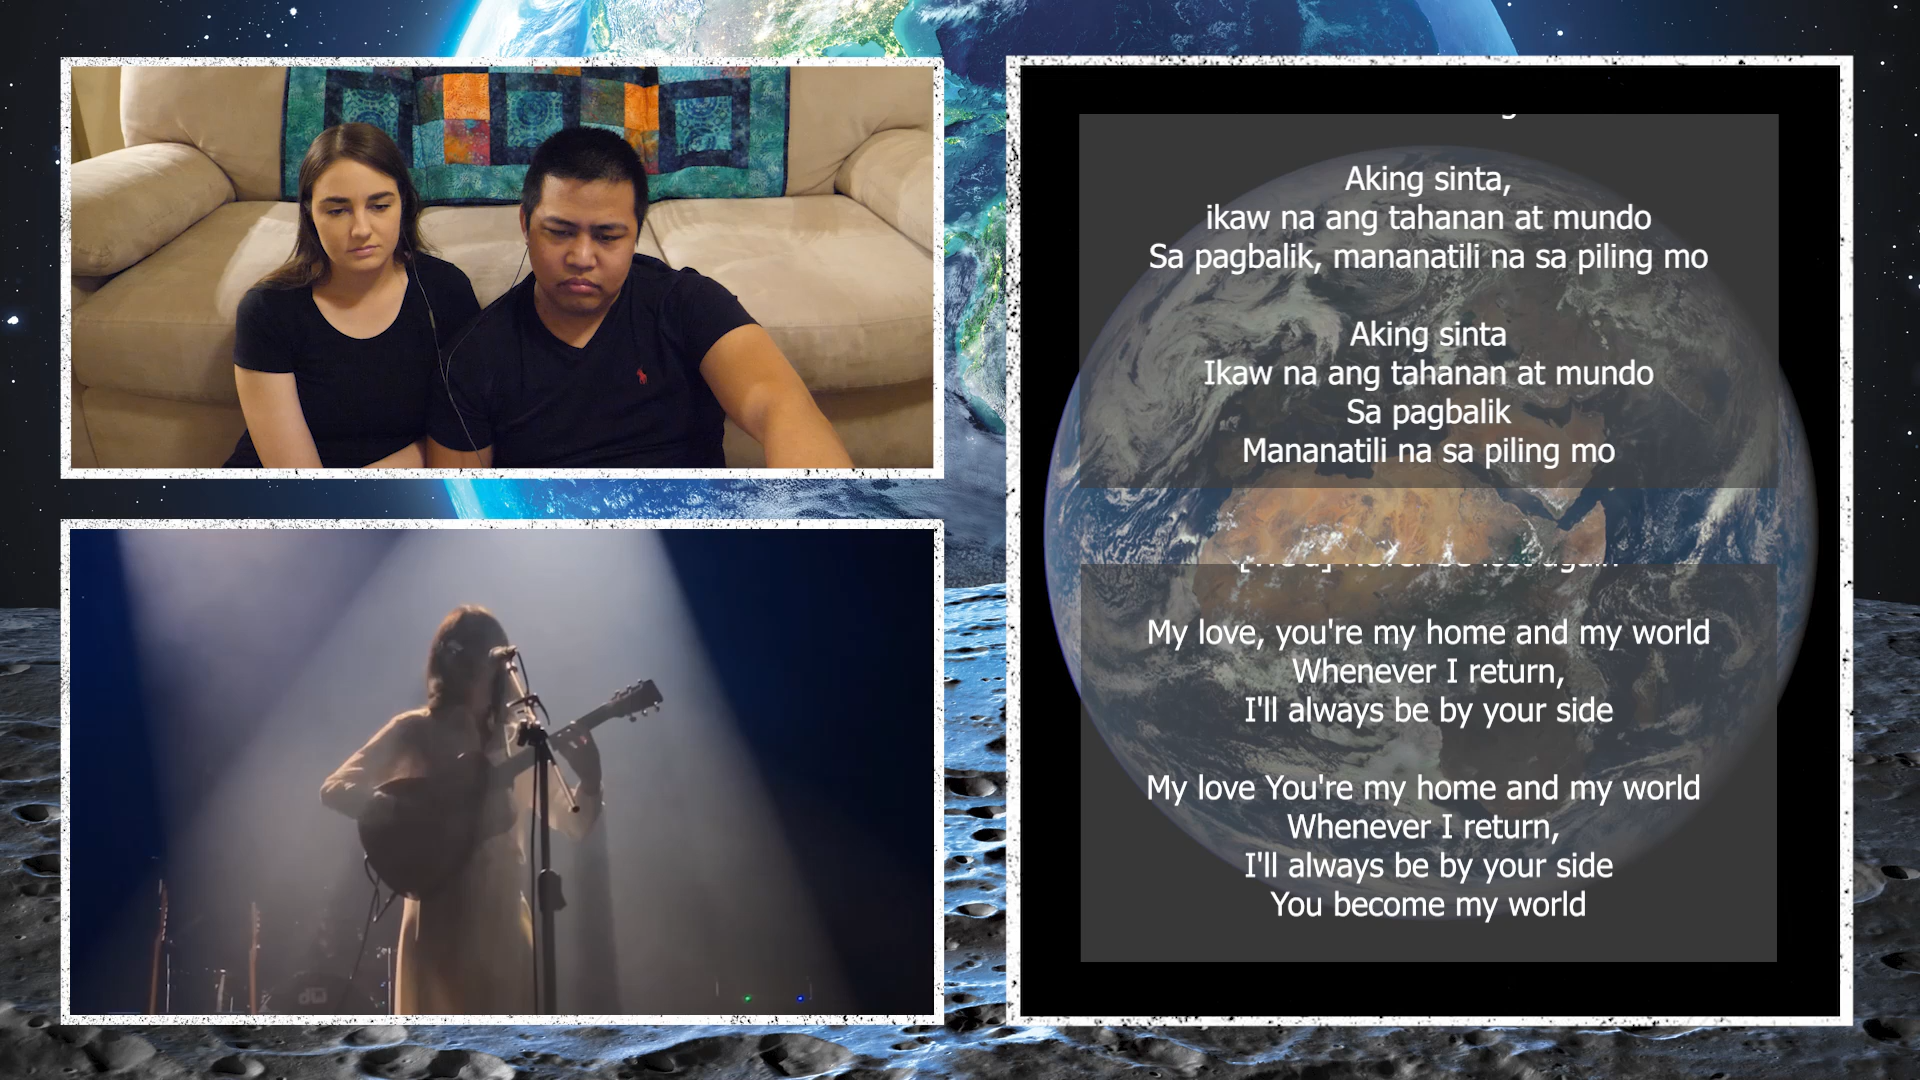 Aking sinta,
ikaw na ang tahanan at mundo
Sa pagbalik, mananatili na sa piling mo
Aking sinta
Ikaw na ang tahanan at mundo
Sa pagbalik
Mananatili na sa piling mo
My love, you're my home and my world
Whenever I return,
I'll always be by your side
My love You're my home and my world
Whenever I return,
I'll always be by your side
You become my world